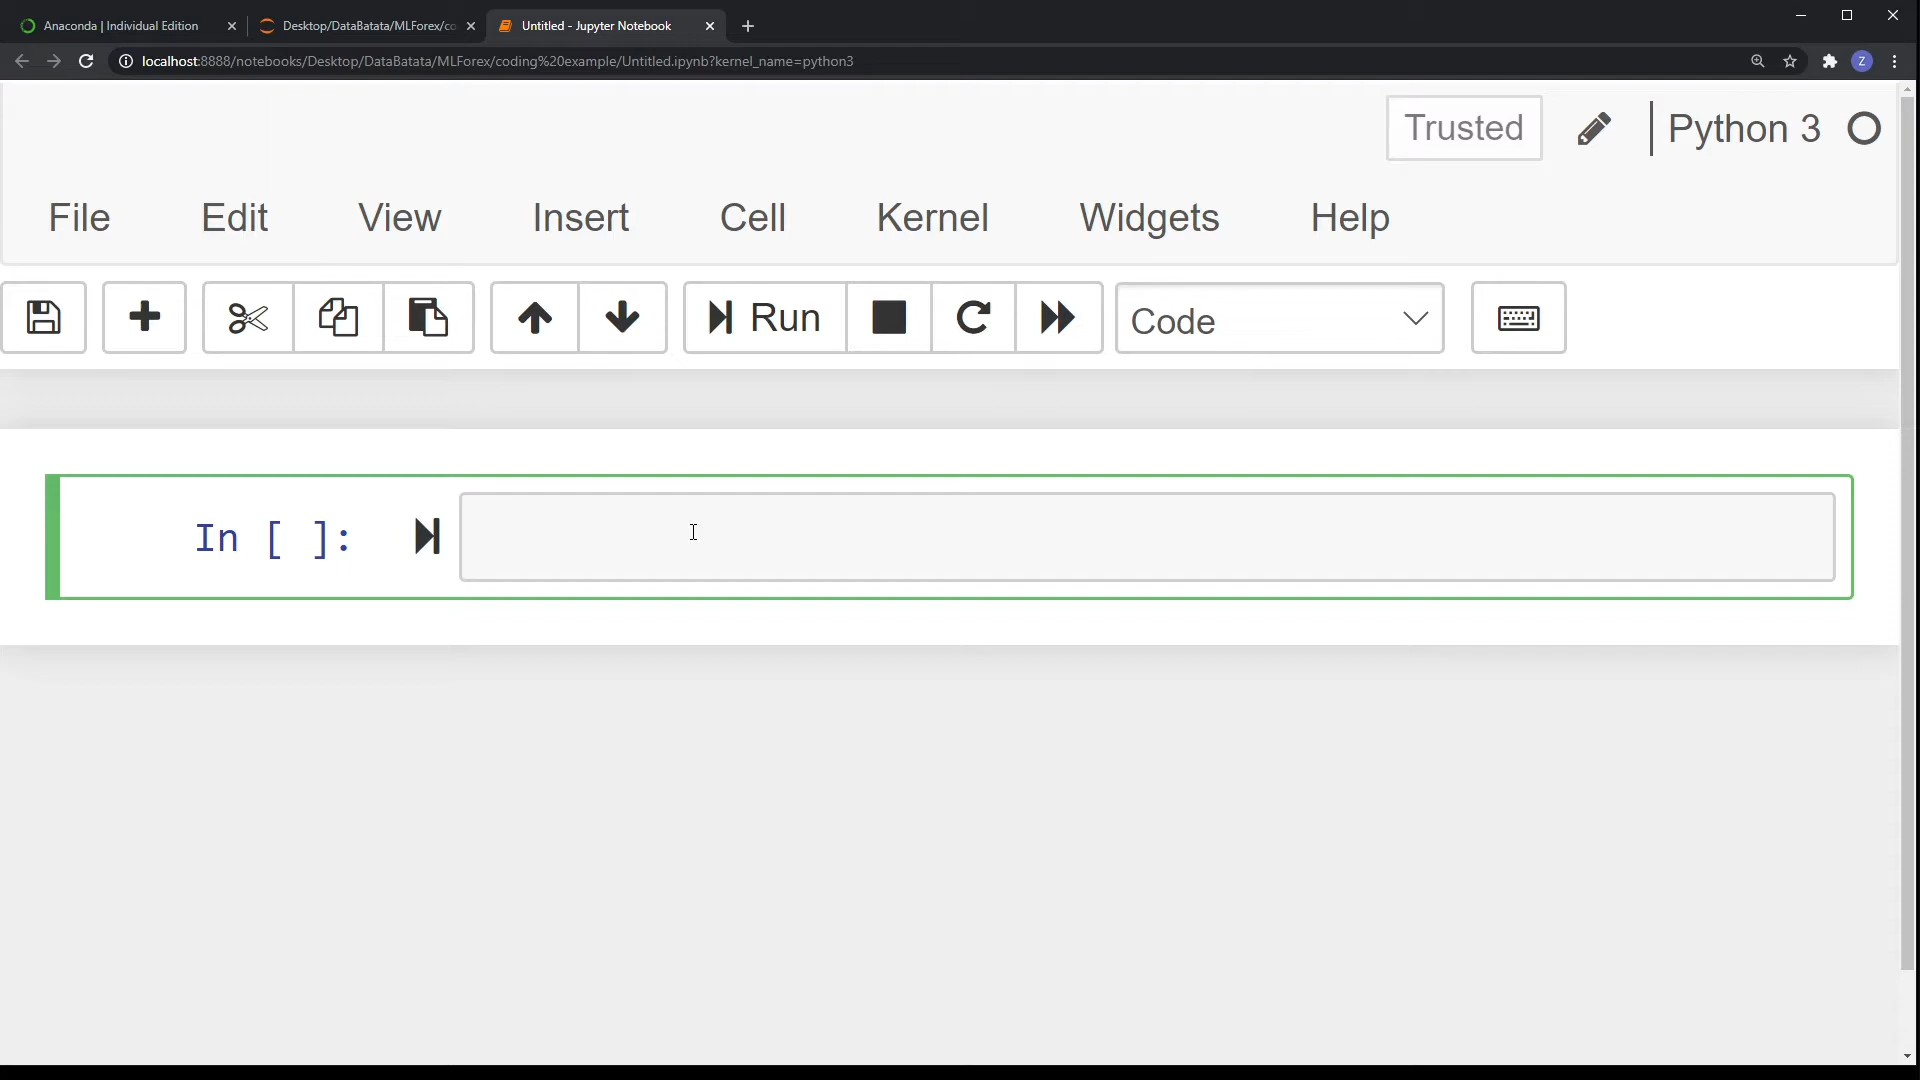 Anaconda | Individual Edition
Desktop/DataBatata/MLForex/co
Untitled - Jupyter Notebook
localhost:8888/notebooks/Desktop/DataBatata/MLForex/coding%20example/Untitled.ipynb?kernel_name=python3
Z
Trusted
Python 3
File Edit View Insert Cell Kernel Widgets Help
Run
Code
In [ ]: